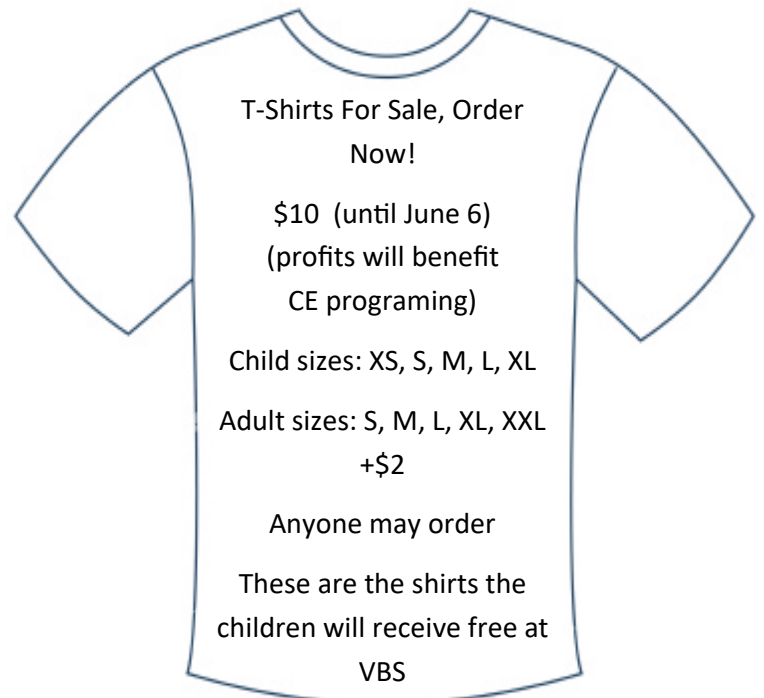 T-Shirts For Sale, Order
Now!
$10  (until June 6)
(profits will benefit
CE programing)
Child sizes: XS, S, M, L, XL
Adult sizes: S, M, L, XL, XXL
+$2
Anyone may order
These are the shirts the
children will receive free at
VBS